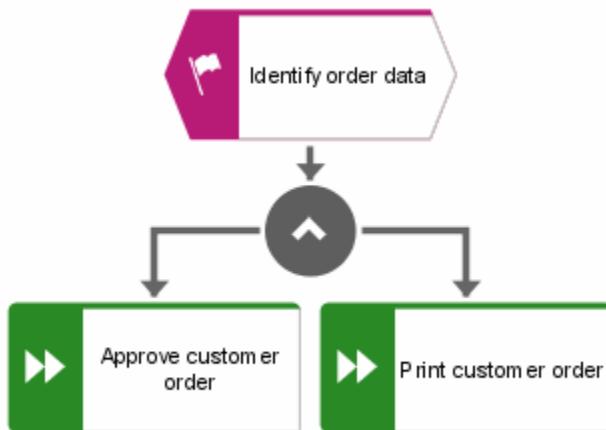 Identify order data
Approve customer
order
Print customer order